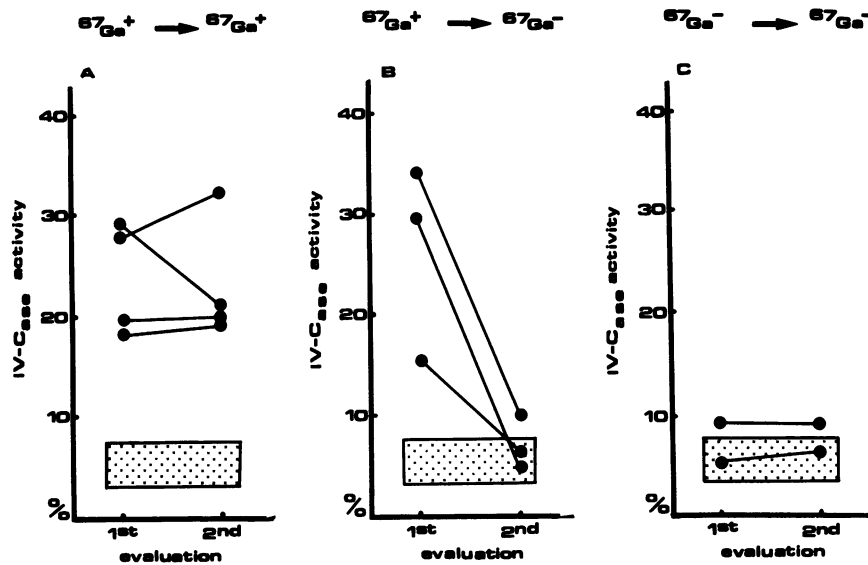 67Ga+ → 67Ga+
A
40
30
20
10
%
IV-Case activity
1st 2nd
evaluation
67Ga+ → 67Ga−
B
40
30
20
10
%
IV-Case activity
1st 2nd
evaluation
67Ga− → 67Ga−
C
40
30
20
10
%
IV-Case activity
1st 2nd
evaluation